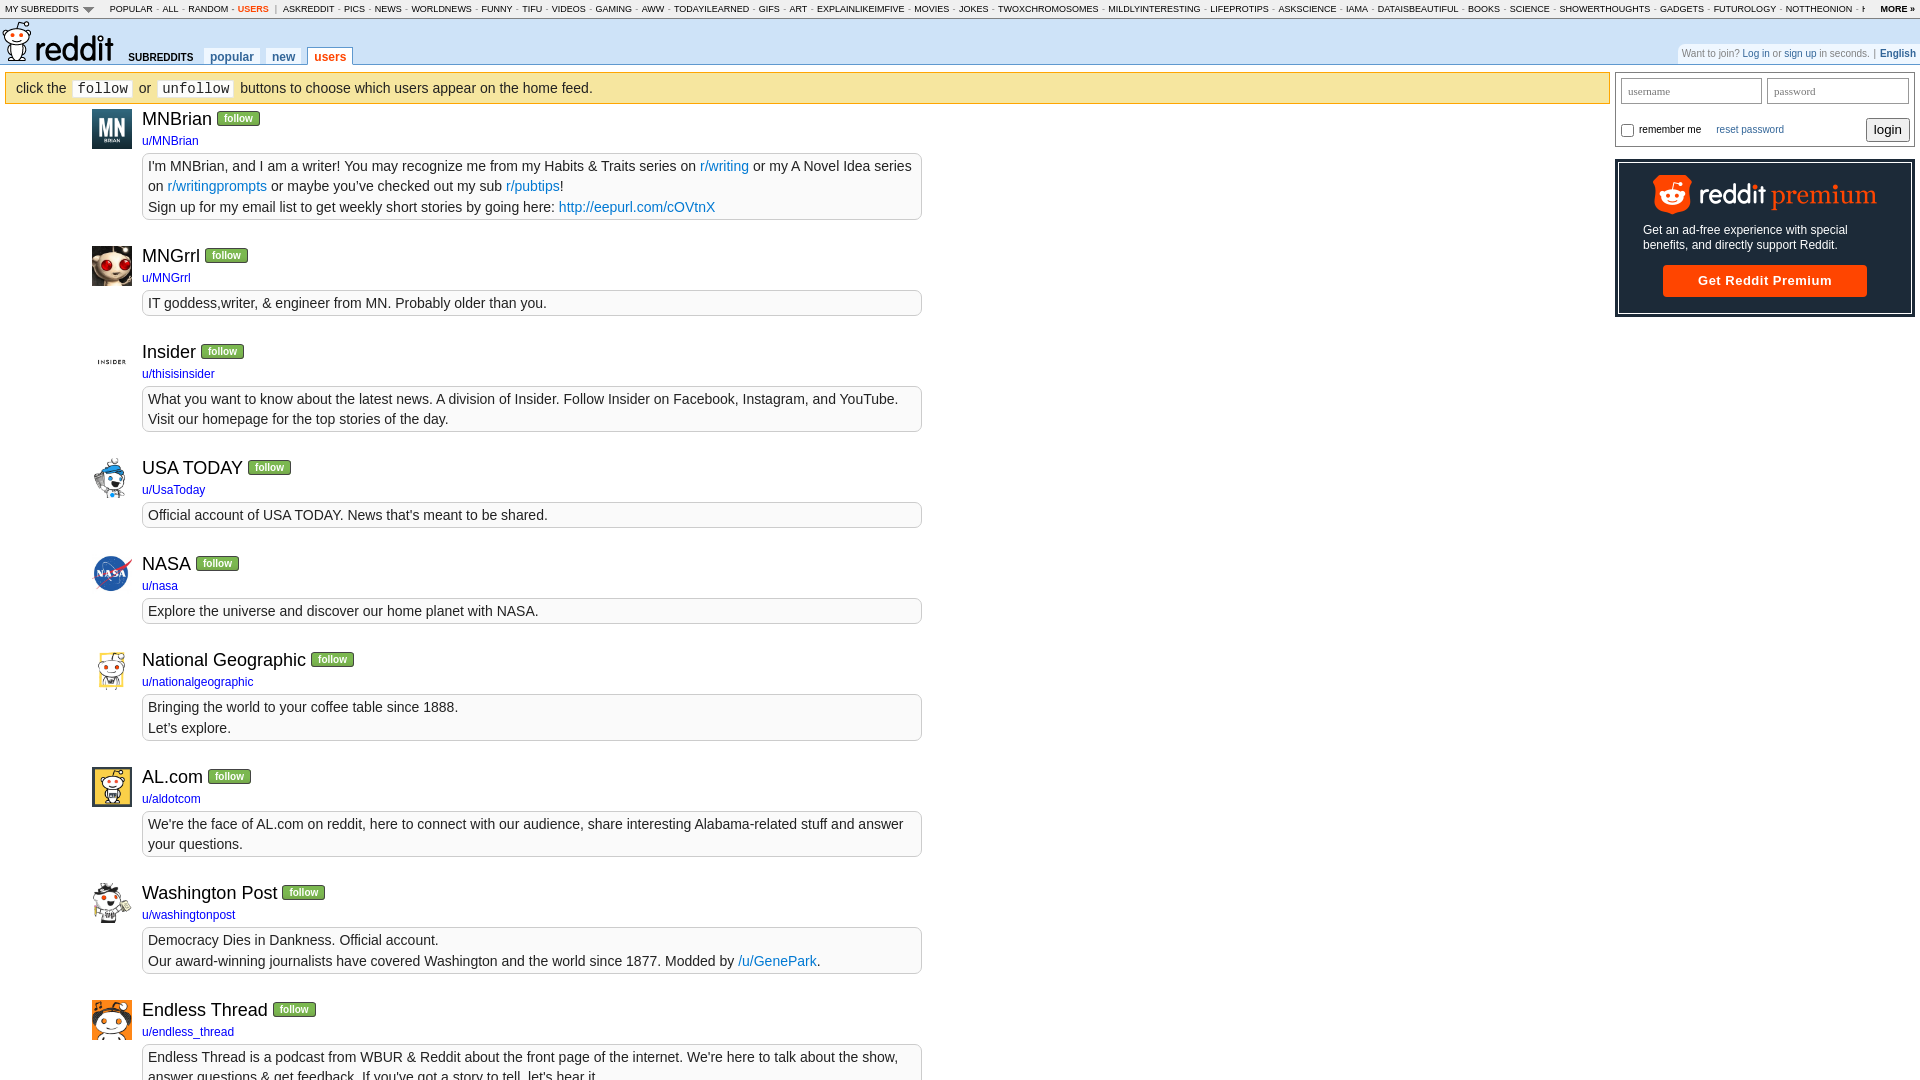 MY SUBREDDITS POPULAR - ALL - RANDOM - USERS | ASKREDDIT - PICS - NEWS - WORLDNEWS - FUNNY - TIFU - VIDEOS - GAMING - AWW - TODAYILEARNED - GIFS - ART - EXPLAINLIKEIMFIVE - MOVIES - JOKES - TWOXCHROMOSOMES - MILDLYINTERESTING - LIFEPROTIPS - ASKSCIENCE - IAMA - DATAISBEAUTIFUL - BOOKS - SCIENCE - SHOWERTHOUGHTS - GADGETS - FUTUROLOGY - NOTTHEONION - MORE »
reddit SUBREDDITS popular new users
Want to join? Log in or sign up in seconds. | English
click the follow or unfollow buttons to choose which users appear on the home feed.
username password
remember me reset password login
reddit premium
Get an ad-free experience with special
benefits, and directly support Reddit.
Get Reddit Premium
MN
BRIAN
MNBrian follow
u/MNBrian
I'm MNBrian, and I am a writer! You may recognize me from my Habits & Traits series on r/writing or my A Novel Idea series
on r/writingprompts or maybe you've checked out my sub r/pubtips!
Sign up for my email list to get weekly short stories by going here: http://eepurl.com/cOVtnX
MNGrrl follow
u/MNGrrl
IT goddess,writer, & engineer from MN. Probably older than you.
INSIDER
Insider follow
u/thisisinsider
What you want to know about the latest news. A division of Insider. Follow Insider on Facebook, Instagram, and YouTube.
Visit our homepage for the top stories of the day.
USA TODAY follow
u/UsaToday
Official account of USA TODAY. News that's meant to be shared.
NASA
NASA follow
u/nasa
Explore the universe and discover our home planet with NASA.
National Geographic follow
u/nationalgeographic
Bringing the world to your coffee table since 1888.
Let's explore.
AL.com follow
u/aldotcom
We're the face of AL.com on reddit, here to connect with our audience, share interesting Alabama-related stuff and answer
your questions.
Washington Post follow
u/washingtonpost
Democracy Dies in Dankness. Official account.
Our award-winning journalists have covered Washington and the world since 1877. Modded by /u/GenePark.
Endless Thread follow
u/endless_thread
Endless Thread is a podcast from WBUR & Reddit about the front page of the internet. We're here to talk about the show,
answer questions & get feedback. If you've got a story to tell, let's hear it.